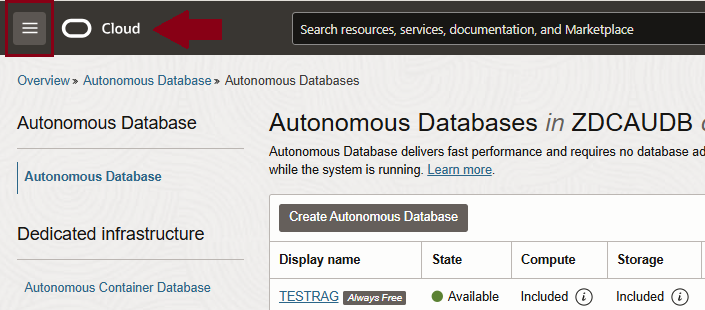 Cloud
Search resources, services, documentation, and Marketplace
Overview » Autonomous Database » Autonomous Databases
Autonomous Database
Autonomous Database
Dedicated infrastructure
Autonomous Container Database
Autonomous Databases in ZDCAUDB
Autonomous Database delivers fast performance and requires no database
while the system is running. Learn more.
Create Autonomous Database
Display name State Compute Storage
TESTRAG Always Free Available Included Included